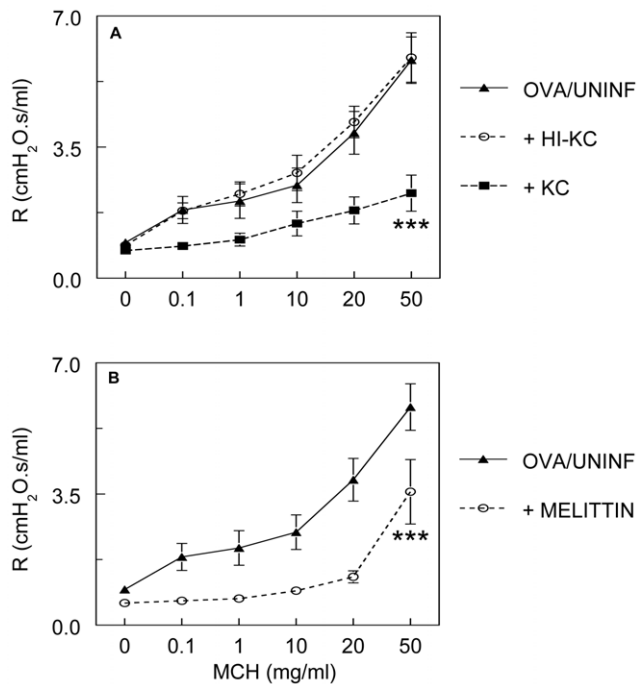 A
7.0
3.5
0.0
R (cmH₂O.s/ml)
0 0.1 1 10 20 50
***
OVA/UNINF
+ HI-KC
+ KC
B
7.0
3.5
0.0
R (cmH₂O.s/ml)
0 0.1 1 10 20 50
MCH (mg/ml)
***
OVA/UNINF
+ MELITTIN